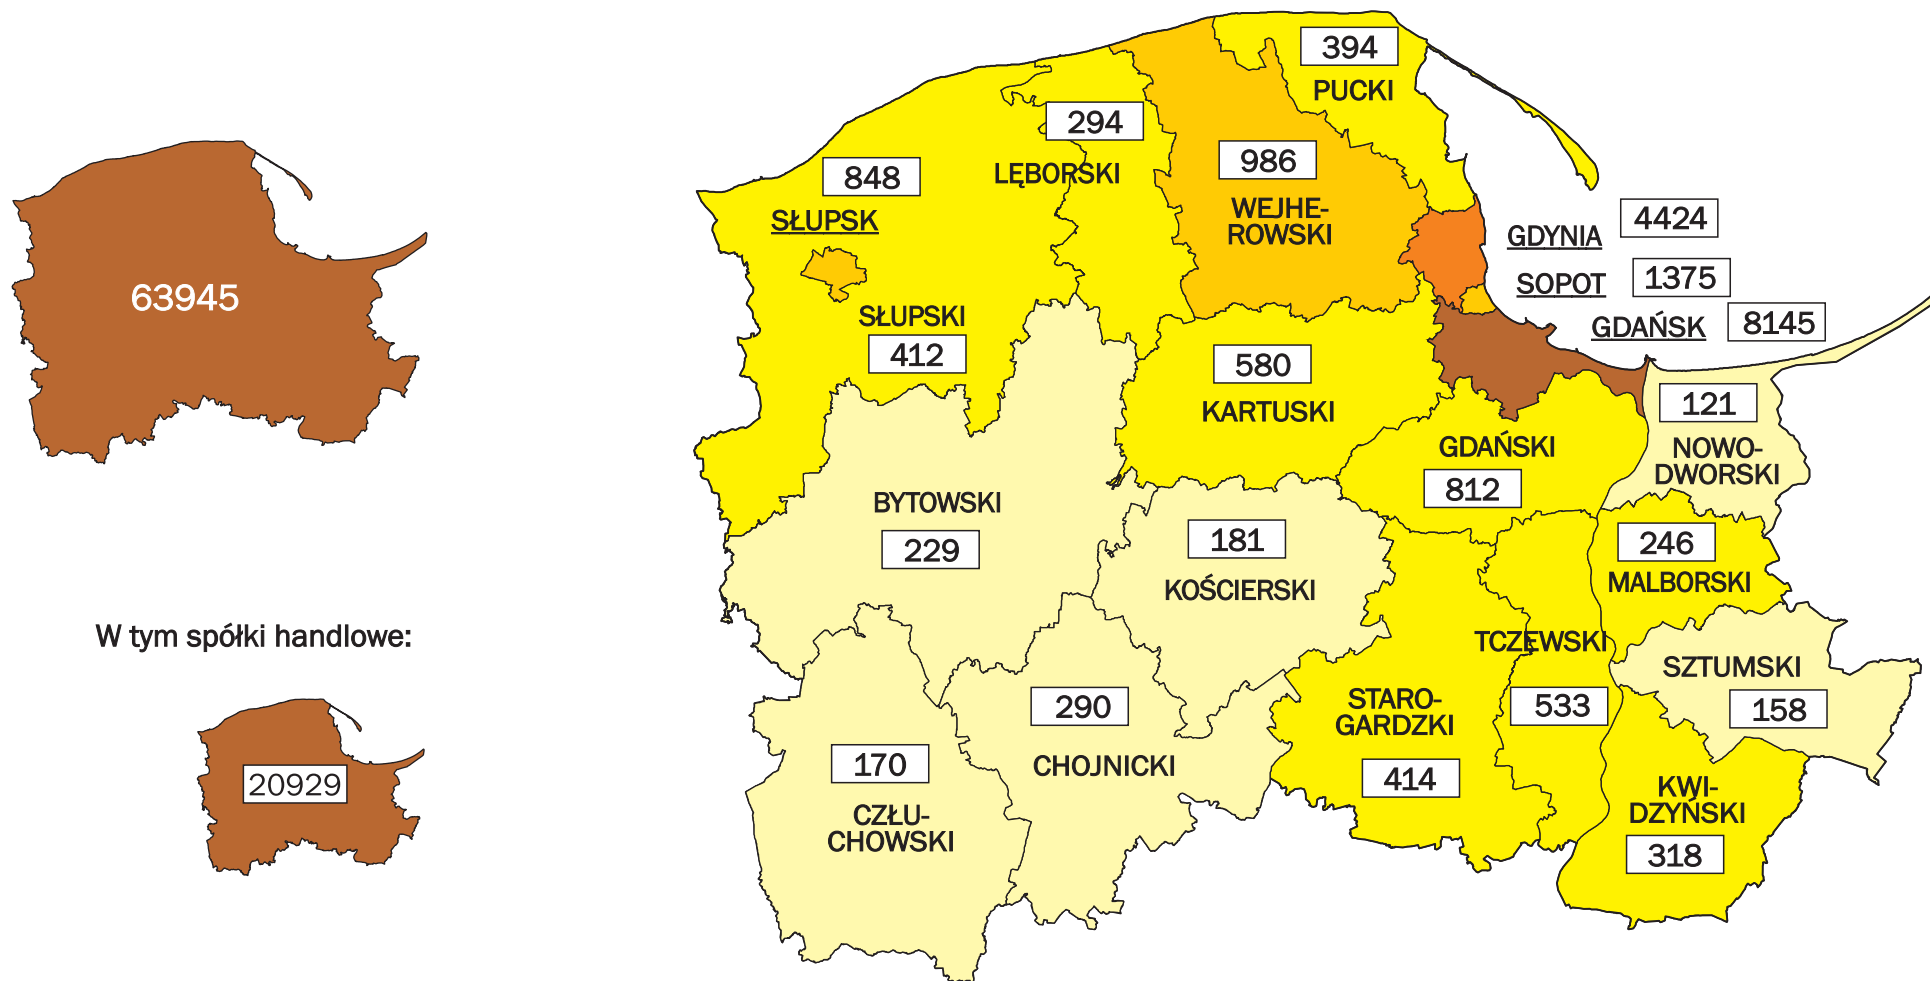 63945
W tym spółki handlowe:
20929
394
PUCKI
294
LĘBORSKI
986
WEJHE-
ROWSKI
848
SŁUPSK
SŁUPSKI
412
GDYNIA 4424
SOPOT 1375
GDAŃSK 8145
580
KARTUSKI
121
NOWO-
DWORSKI
GDAŃSKI
812
BYTOWSKI
229
181
KOŚCIERSKI
246
MALBORSKI
TCZEWSKI
533
SZTUMSKI
158
STARO-
GARDZKI
414
290
CHOJNICKI
170
CZŁU-
CHOWSKI
KWI-
DZYŃSKI
318